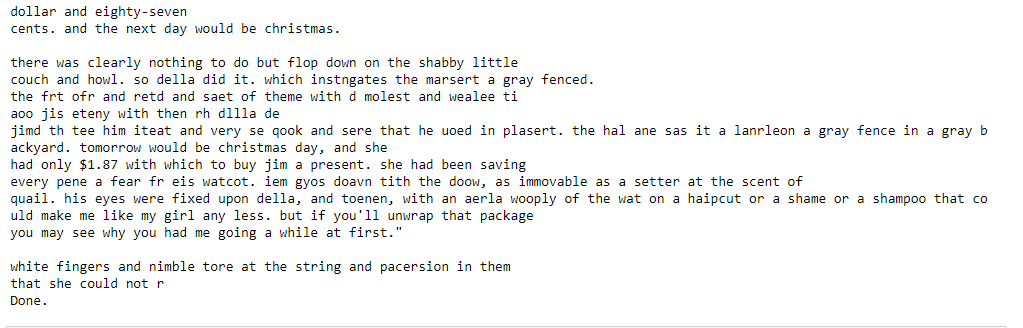 dollar and eighty-seven
cents. and the next day would be christmas.
there was clearly nothing to do but flop down on the shabby little
couch and howl. so della did it. which instngates the marsert a gray fenced.
the frt ofr and retd and saet of theme with d molest and wealee ti
aoo jis eteny with then rh dllla de
jimd th tee him iteat and very se qook and sere that he uoed in plasert. the hal ane sas it a lanrleon a gray fence in a gray b
ackyard. tomorrow would be christmas day, and she
had only $1.87 with which to buy jim a present. she had been saving
every pene a fear fr eis watcot. iem gyos doavn tith the doow, as immovable as a setter at the scent of
quail. his eyes were fixed upon della, and toenen, with an aerla wooply of the wat on a haipcut or a shame or a shampoo that co
uld make me like my girl any less. but if you'll unwrap that package
you may see why you had me going a while at first."
white fingers and nimble tore at the string and pacersion in them
that she could not r
Done.